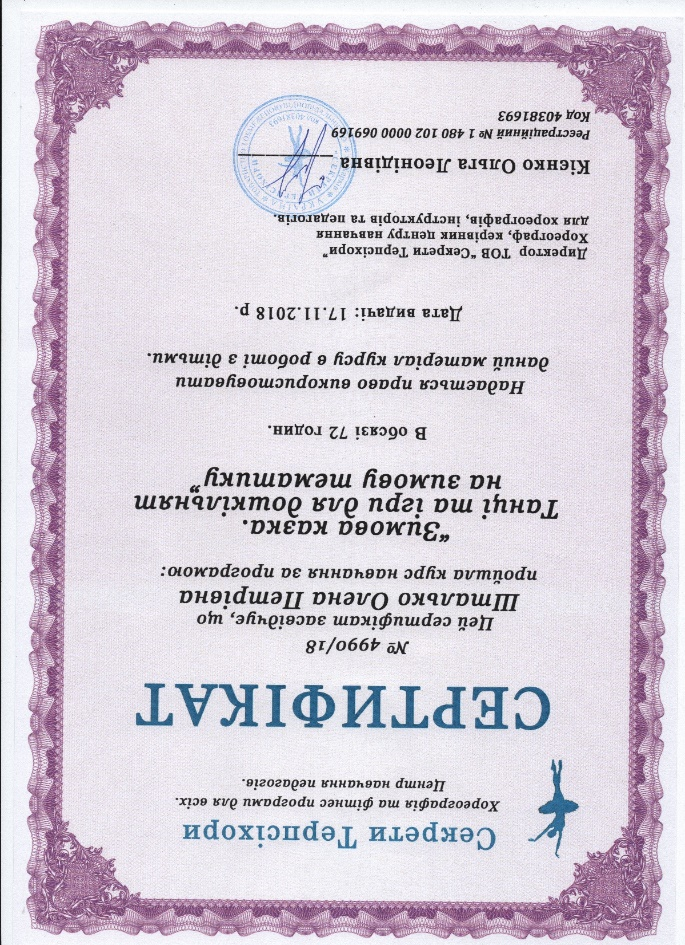 Секрети Терпсіхори
Хореографія та фітнес програми для всіх.
Центр навчання педагогів.
СЕРТИФІКАТ
№ 4990/18
Цей сертифікат засвідчує, що
Шталько Олена Петрівна
пройшла курс навчання за програмою:
"Зимова казка.
Танці та ігри для дошкільнят
на зимову тематику"
В обсязі 72 годин.
Надається право використовувати
даний матеріал курсу в роботі з дітьми.
Дата видачі: 17.11.2018 р.
Директор ТОВ "Секрети Терпсіхори"
Хореограф, керівник центру навчання
для хореографів, інструкторів та педагогів.
Кієнко Ольга Леонідівна
Реєстраційний № 1 480 102 0000 069169
Код 40381693
УКРАЇНА